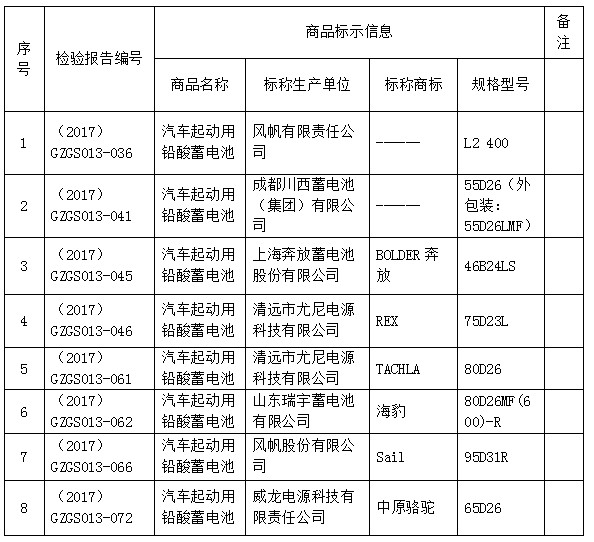 序号
检验报告编号
商品标示信息
备注
商品名称
标称生产单位
标称商标
规格型号
1
（2017）
GZGS013-036
汽车起动用
铅酸蓄电池
风帆有限责任公
司
———
L2 400
2
（2017）
GZGS013-041
汽车起动用
铅酸蓄电池
成都川西蓄电池
（集团）有限公
司
———
55D26（外
包装：
55D26LMF）
3
（2017）
GZGS013-045
汽车起动用
铅酸蓄电池
上海奔放蓄电池
股份有限公司
BOLDER 奔
放
46B24LS
4
（2017）
GZGS013-046
汽车起动用
铅酸蓄电池
清远市尤尼电源
科技有限公司
REX
75D23L
5
（2017）
GZGS013-061
汽车起动用
铅酸蓄电池
清远市尤尼电源
科技有限公司
TACHLA
80D26
6
（2017）
GZGS013-062
汽车起动用
铅酸蓄电池
山东瑞宇蓄电池
有限公司
海豹
80D26MF(6
00)-R
7
（2017）
GZGS013-066
汽车起动用
铅酸蓄电池
风帆股份有限公
司
Sail
95D31R
8
（2017）
GZGS013-072
汽车起动用
铅酸蓄电池
威龙电源科技有
限责任公司
中原骆驼
65D26